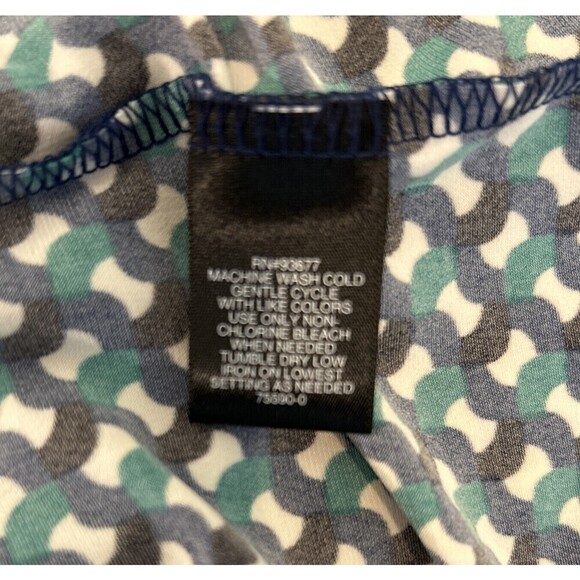 RN#93677
MACHINE WASH COLD
GENTLE CYCLE
WITH LIKE COLORS
USE ONLY NON-
CHLORINE BLEACH
WHEN NEEDED
TUMBLE DRY LOW
IRON ON LOWEST
SETTING AS NEEDED
75590-0